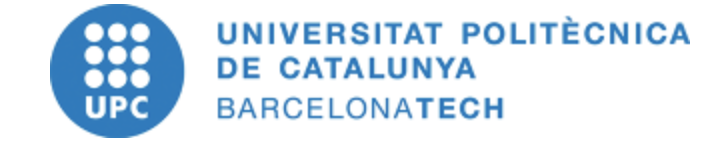 UPC
UNIVERSITAT POLITÈCNICA
DE CATALUNYA
BARCELONATECH